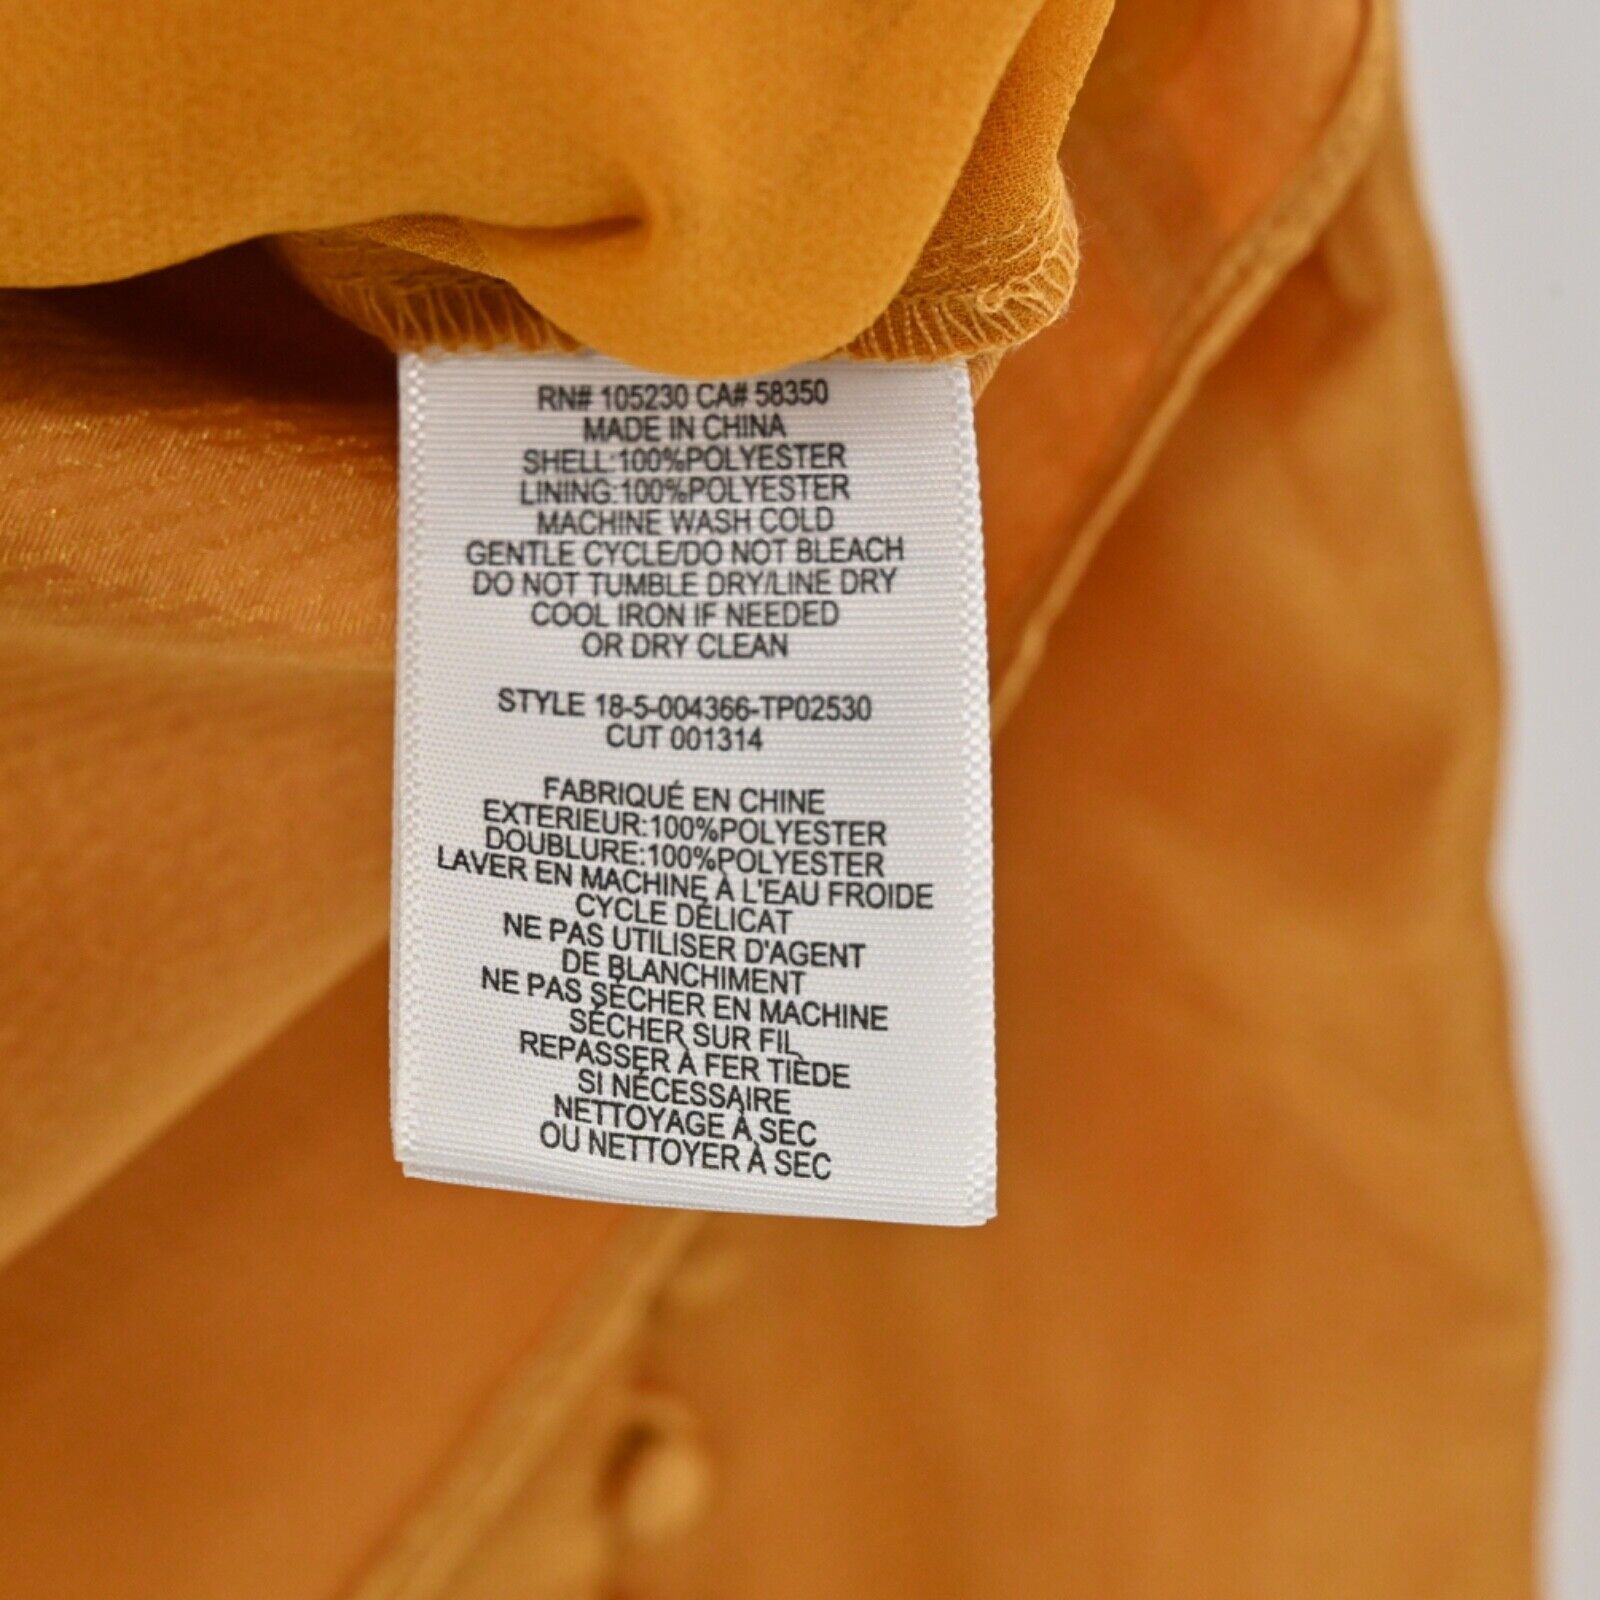 RN# 105230 CA# 58350
MADE IN CHINA
SHELL:100%POLYESTER
LINING:100%POLYESTER
MACHINE WASH COLD
GENTLE CYCLE/DO NOT BLEACH
DO NOT TUMBLE DRY/LINE DRY
COOL IRON IF NEEDED
OR DRY CLEAN
STYLE 18-5-004366-TP02530
CUT 001314
FABRIQUÉ EN CHINE
EXTERIEUR:100%POLYESTER
DOUBLURE:100%POLYESTER
LAVER EN MACHINE À L'EAU FROIDE
CYCLE DÉLICAT
NE PAS UTILISER D'AGENT
DE BLANCHIMENT
NE PAS SÉCHER EN MACHINE
SÉCHER SUR FIL
REPASSER À FER TIÈDE
SI NÉCESSAIRE
NETTOYAGE À SEC
OU NETTOYER À SEC